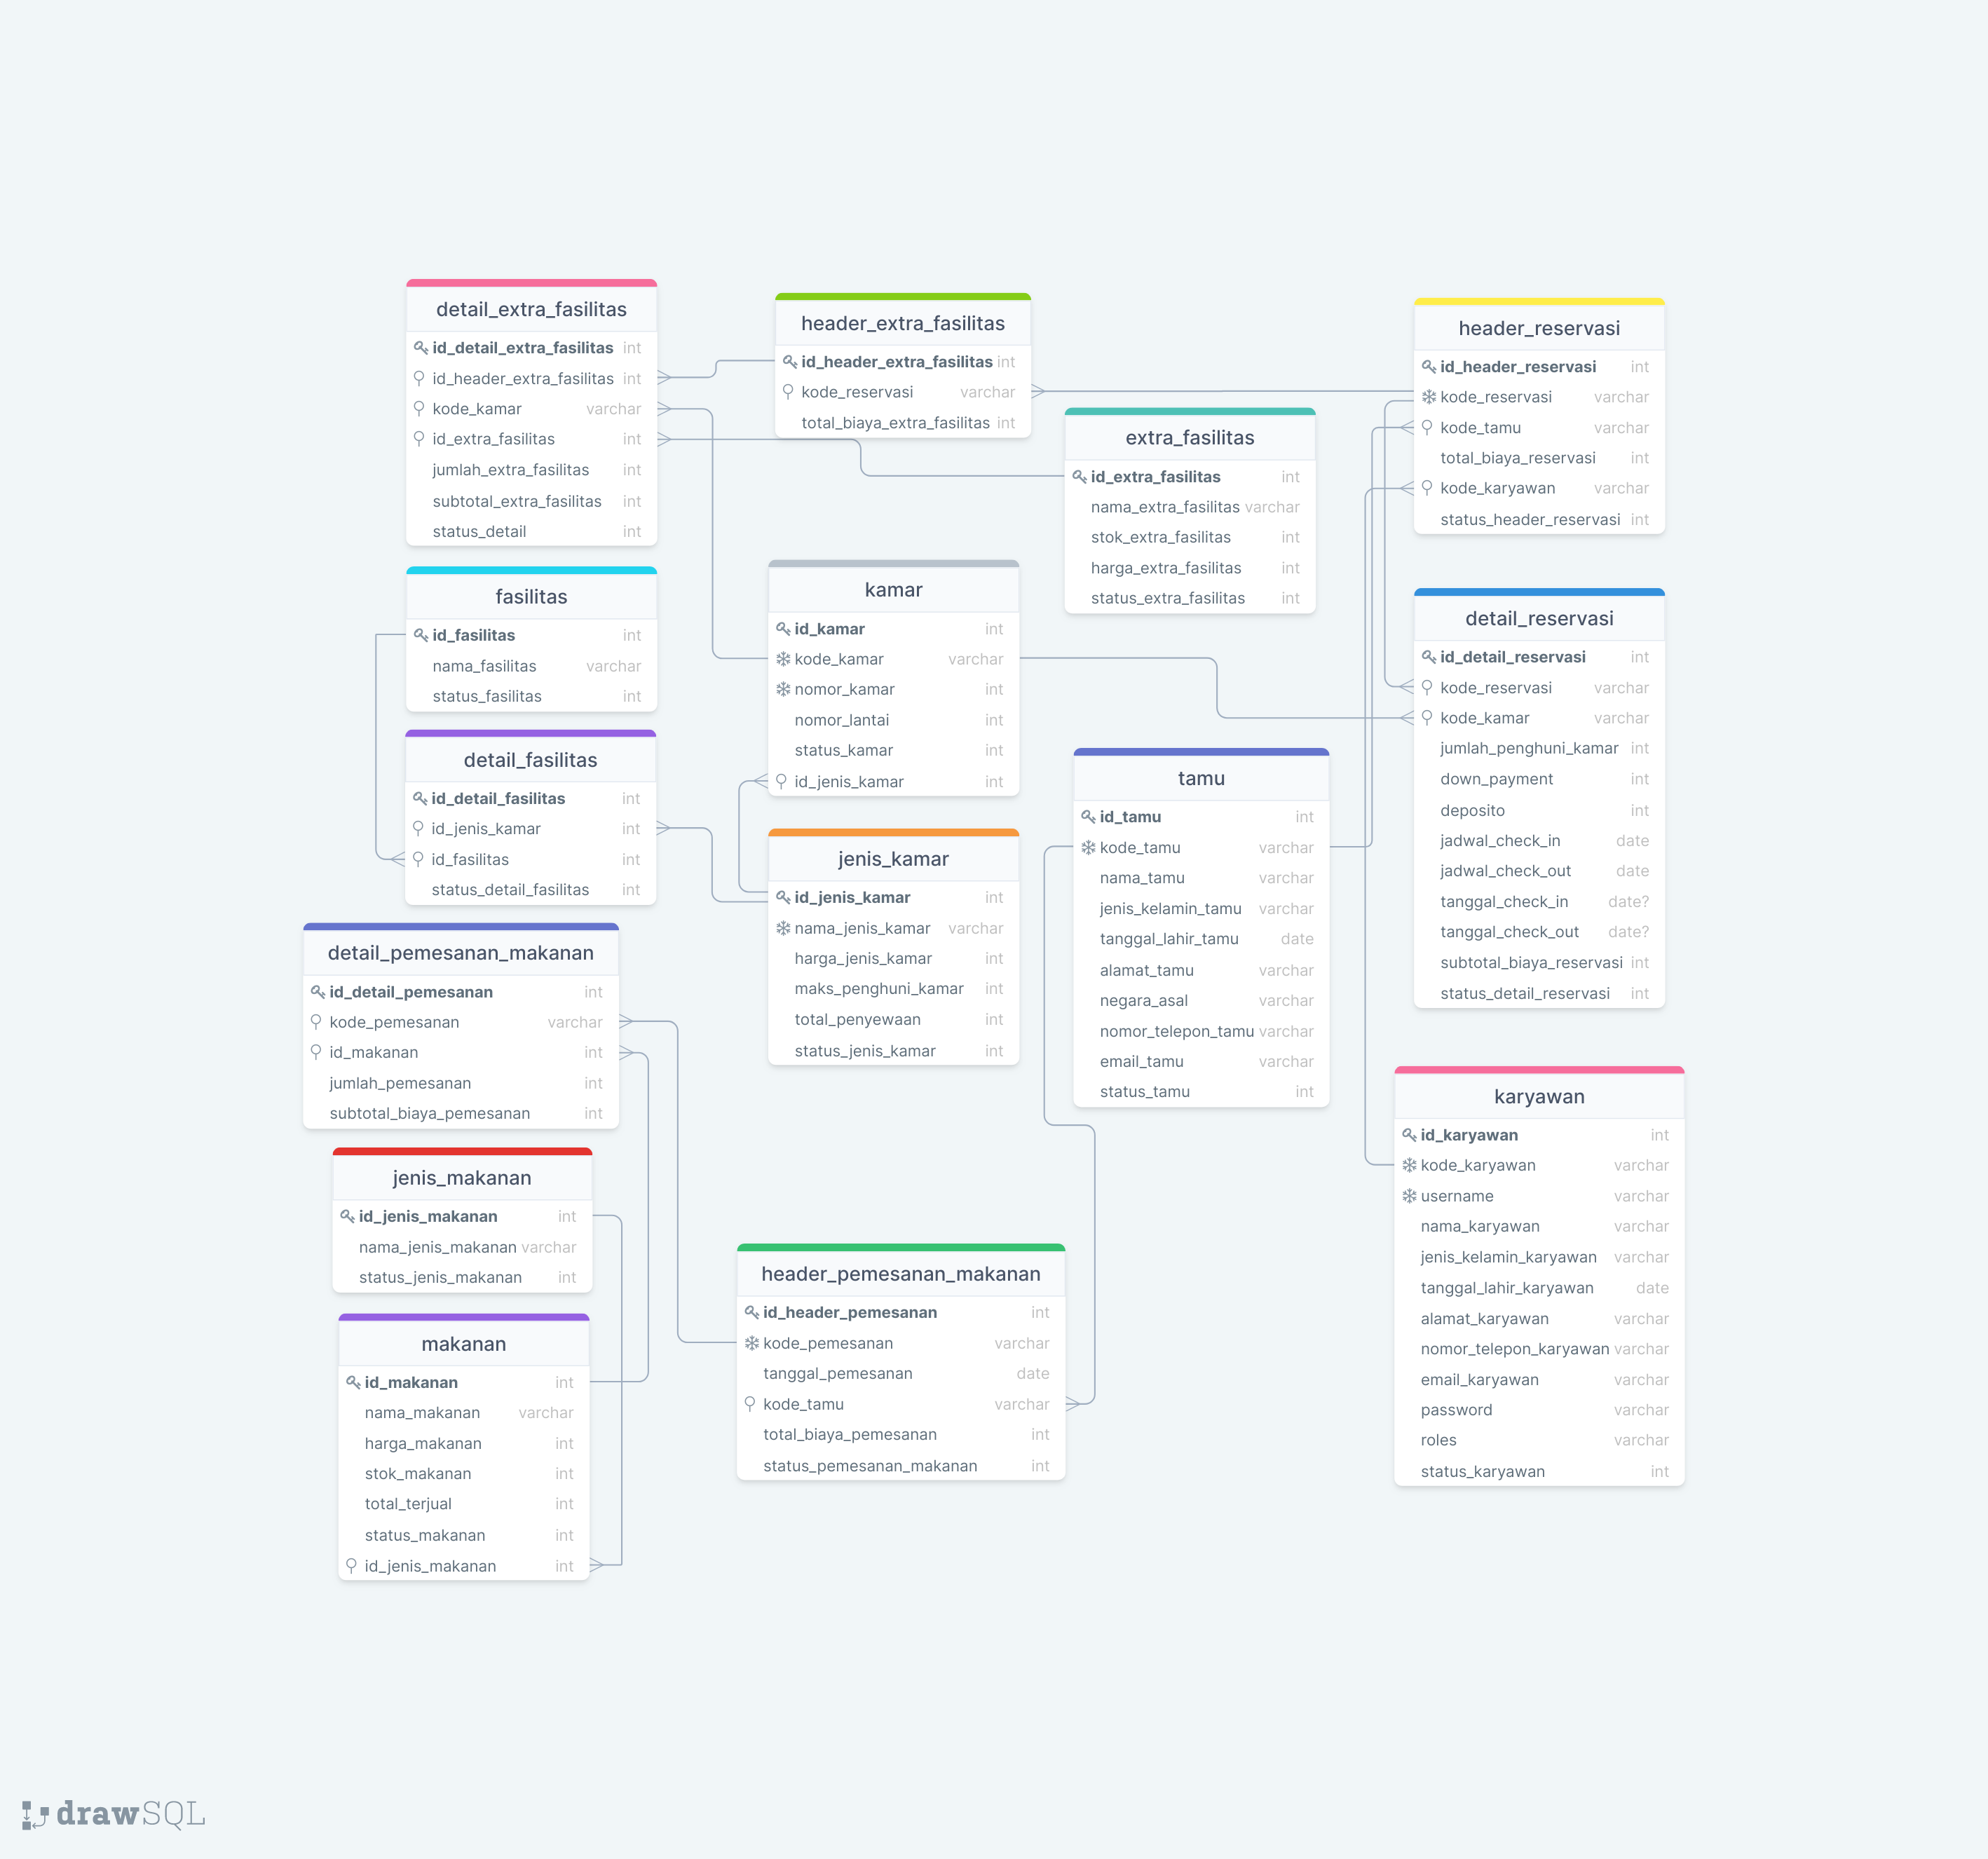 detail_extra_fasilitas
id_detail_extra_fasilitas int
id_header_extra_fasilitas int
kode_kamar varchar
id_extra_fasilitas int
jumlah_extra_fasilitas int
subtotal_extra_fasilitas int
status_detail int
header_extra_fasilitas
id_header_extra_fasilitas int
kode_reservasi varchar
total_biaya_extra_fasilitas int
header_reservasi
id_header_reservasi int
kode_reservasi varchar
kode_tamu varchar
total_biaya_reservasi int
kode_karyawan varchar
status_header_reservasi int
extra_fasilitas
id_extra_fasilitas int
nama_extra_fasilitas varchar
stok_extra_fasilitas int
harga_extra_fasilitas int
status_extra_fasilitas int
fasilitas
id_fasilitas int
nama_fasilitas varchar
status_fasilitas int
kamar
id_kamar int
kode_kamar varchar
nomor_kamar int
nomor_lantai int
status_kamar int
id_jenis_kamar int
detail_reservasi
id_detail_reservasi int
kode_reservasi varchar
kode_kamar varchar
jumlah_penghuni_kamar int
down_payment int
deposito int
jadwal_check_in date
jadwal_check_out date
tanggal_check_in date?
tanggal_check_out date?
subtotal_biaya_reservasi int
status_detail_reservasi int
detail_fasilitas
id_detail_fasilitas int
id_jenis_kamar int
id_fasilitas int
status_detail_fasilitas int
jenis_kamar
id_jenis_kamar int
nama_jenis_kamar varchar
harga_jenis_kamar int
maks_penghuni_kamar int
total_penyewaan int
status_jenis_kamar int
tamu
id_tamu int
kode_tamu varchar
nama_tamu varchar
jenis_kelamin_tamu varchar
tanggal_lahir_tamu date
alamat_tamu varchar
negara_asal varchar
nomor_telepon_tamu varchar
email_tamu varchar
status_tamu int
detail_pemesanan_makanan
id_detail_pemesanan int
kode_pemesanan varchar
id_makanan int
jumlah_pemesanan int
subtotal_biaya_pemesanan int
karyawan
id_karyawan int
kode_karyawan varchar
username varchar
nama_karyawan varchar
jenis_kelamin_karyawan varchar
tanggal_lahir_karyawan date
alamat_karyawan varchar
nomor_telepon_karyawan varchar
email_karyawan varchar
password varchar
roles varchar
status_karyawan int
jenis_makanan
id_jenis_makanan int
nama_jenis_makanan varchar
status_jenis_makanan int
header_pemesanan_makanan
id_header_pemesanan int
kode_pemesanan varchar
tanggal_pemesanan date
kode_tamu varchar
total_biaya_pemesanan int
status_pemesanan_makanan int
makanan
id_makanan int
nama_makanan varchar
harga_makanan int
stok_makanan int
total_terjual int
status_makanan int
id_jenis_makanan int
drawSQL